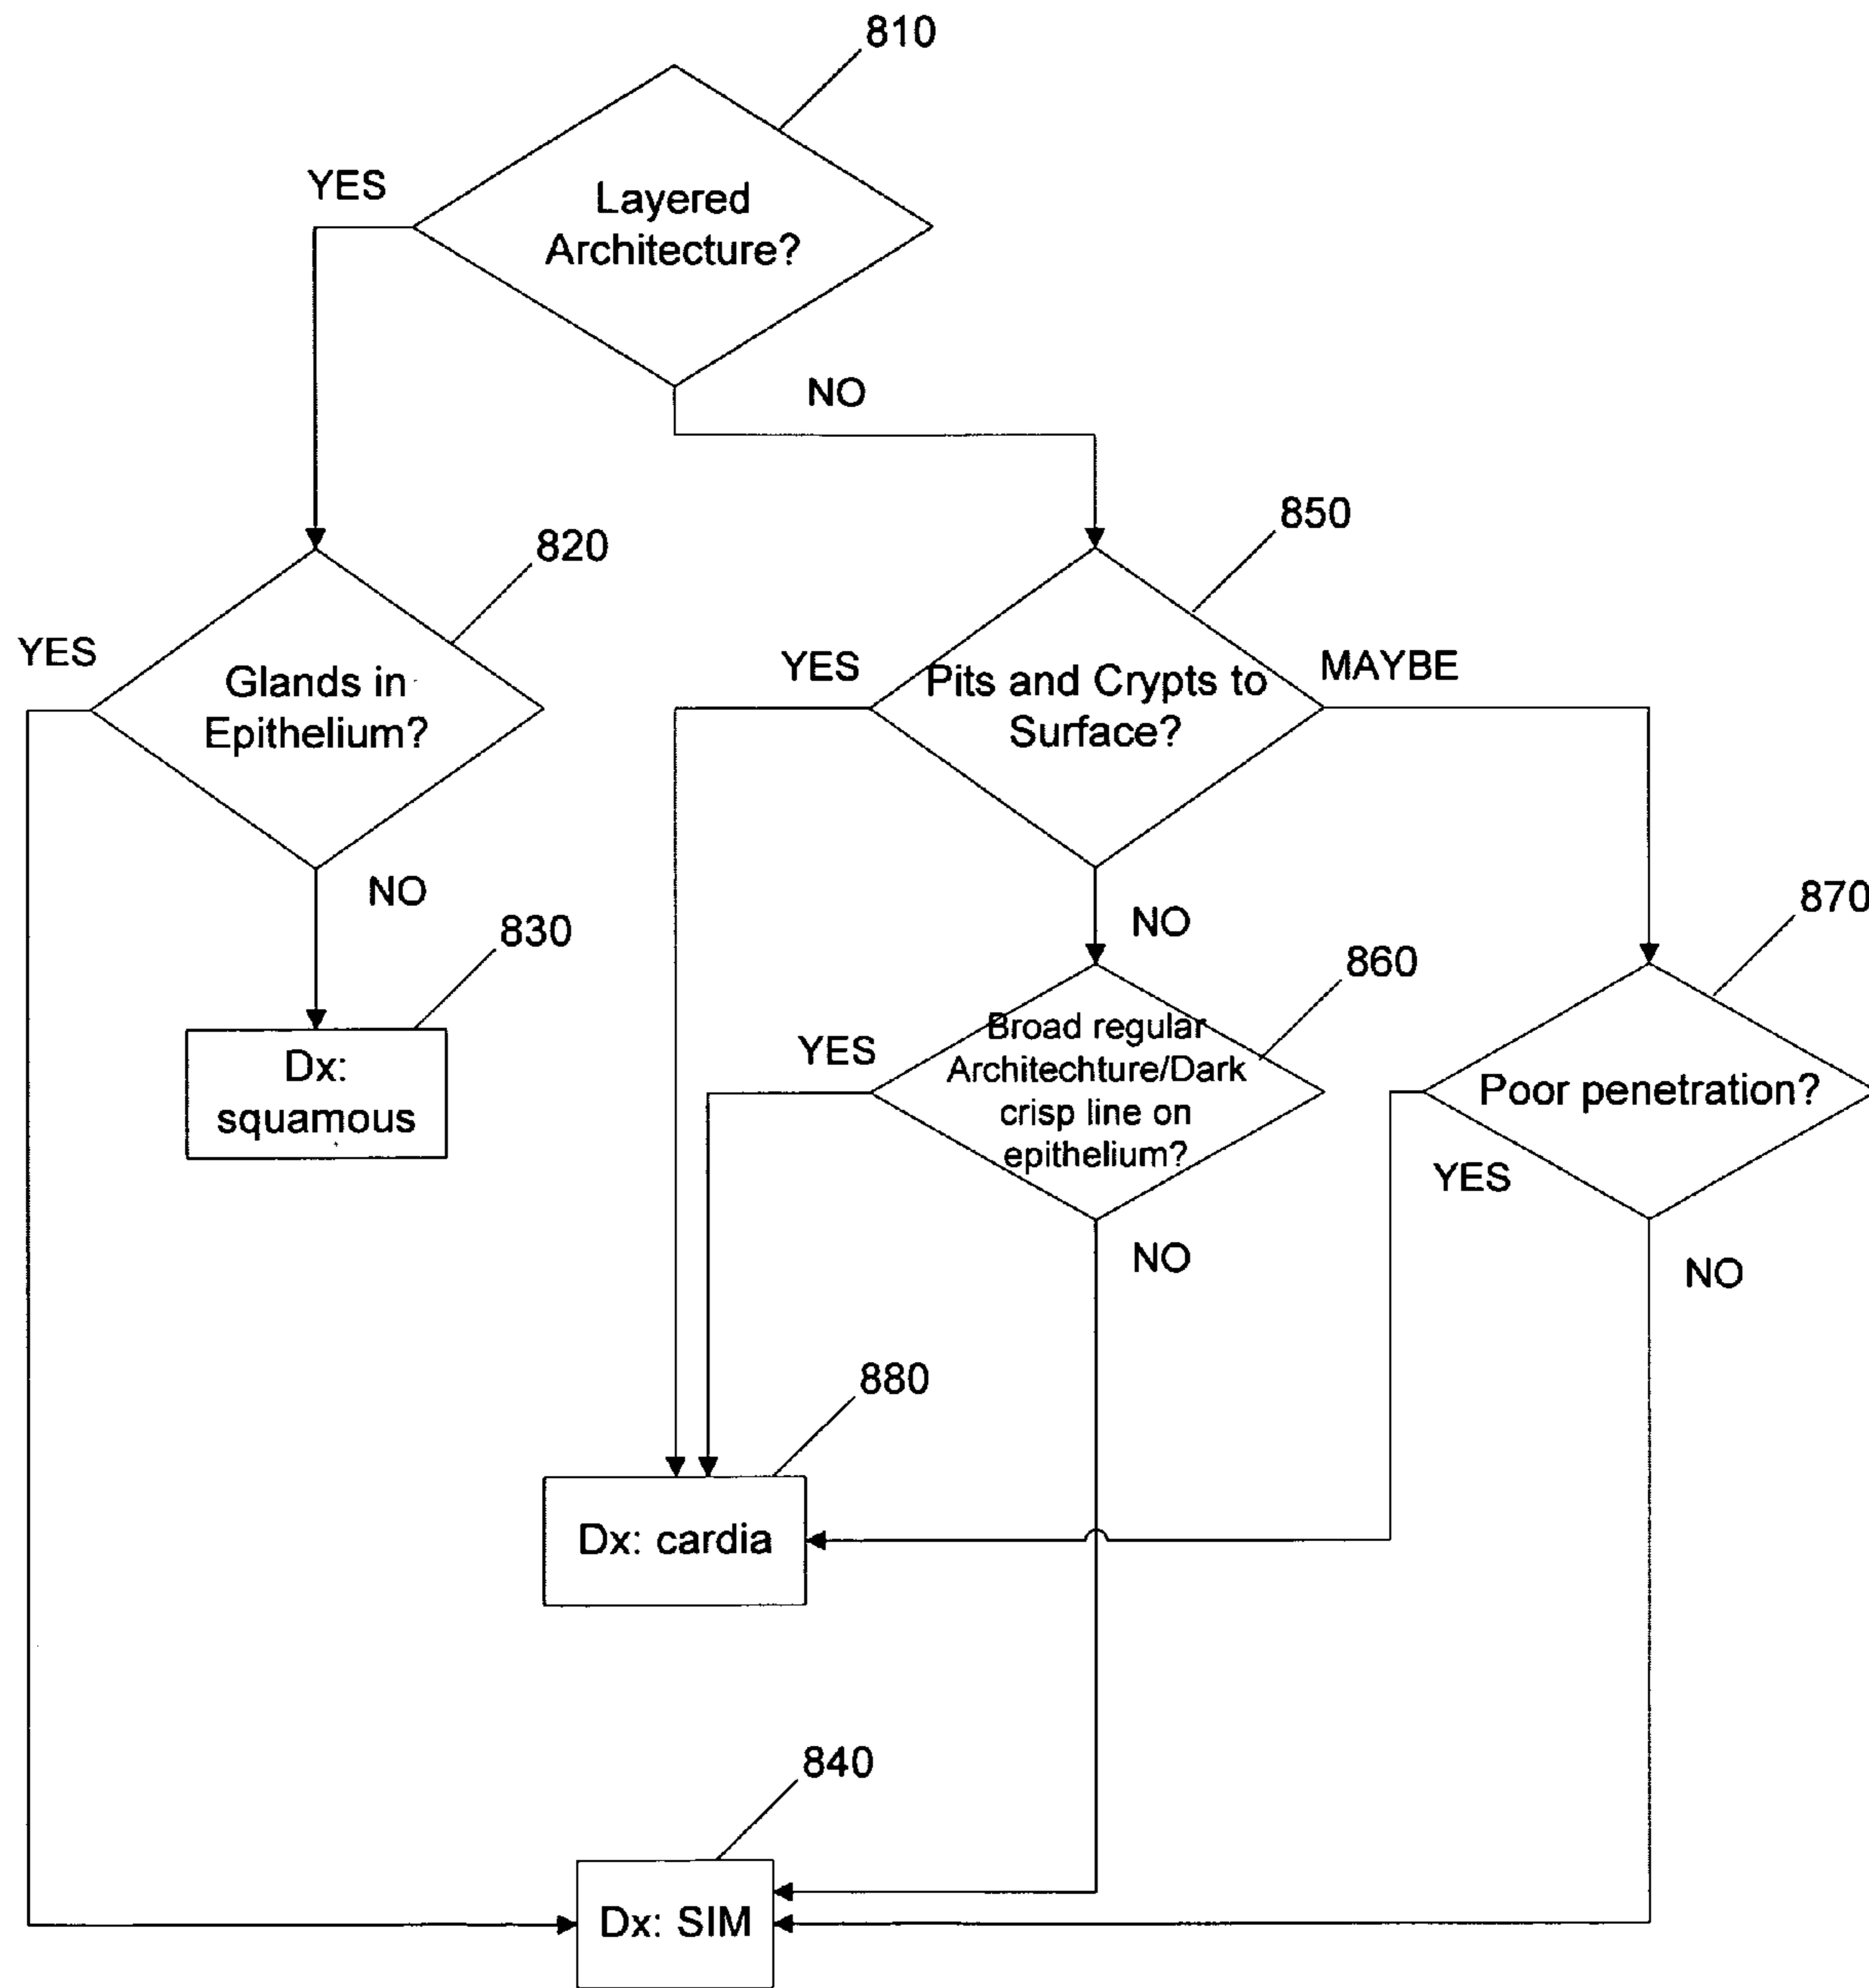 810
YES
Layered
Architecture?
NO
850
820
YES
Glands in
Epithelium?
YES
Pits and Crypts to
Surface?
MAYBE
NO
830
NO
870
860
Dx:
squamous
YES
Broad regular
Architechture/Dark
crisp line on
epithelium?
Poor penetration?
YES
NO
NO
880
Dx: cardia
840
Dx: SIM